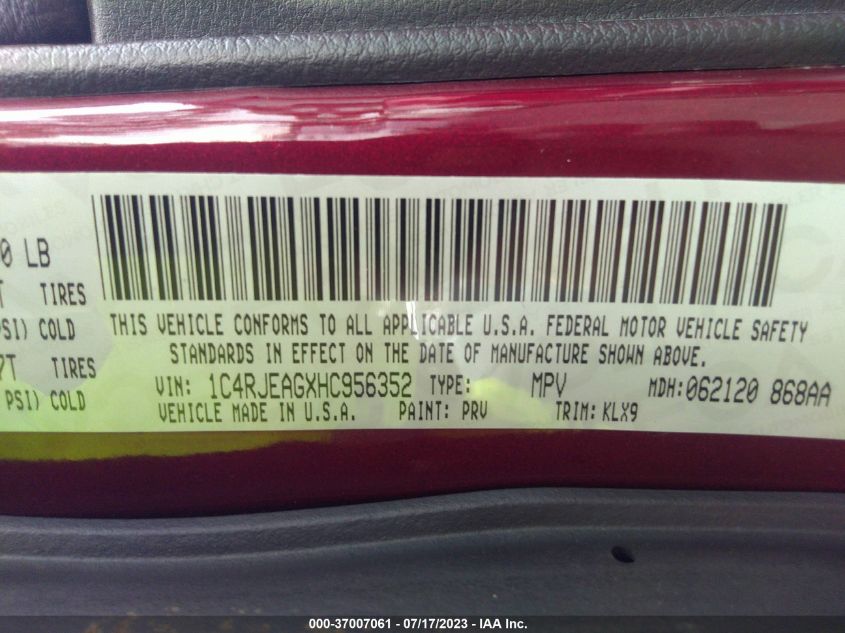 0 LB
T TIRES
PSI) COLD
7T TIRES
PSI) COLD
THIS VEHICLE CONFORMS TO ALL APPLICABLE U.S.A. FEDERAL MOTOR VEHICLE SAFETY
STANDARDS IN EFFECT ON THE DATE OF MANUFACTURE SHOWN ABOVE.
VIN: 1C4RJEAGXHC956352 TYPE: MPV MDH:062120 868AA
VEHICLE MADE IN U.S.A. PAINT: PRV TRIM: KLX9
000-37007061 - 07/17/2023 - IAA Inc.